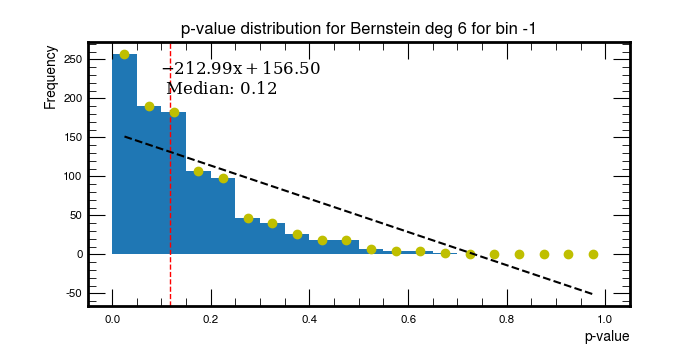 p-value distribution for Bernstein deg 6 for bin -1
Frequency
250
200
150
100
50
0
-50
−212.99x + 156.50
Median: 0.12
0.0 0.2 0.4 0.6 0.8 1.0
p-value